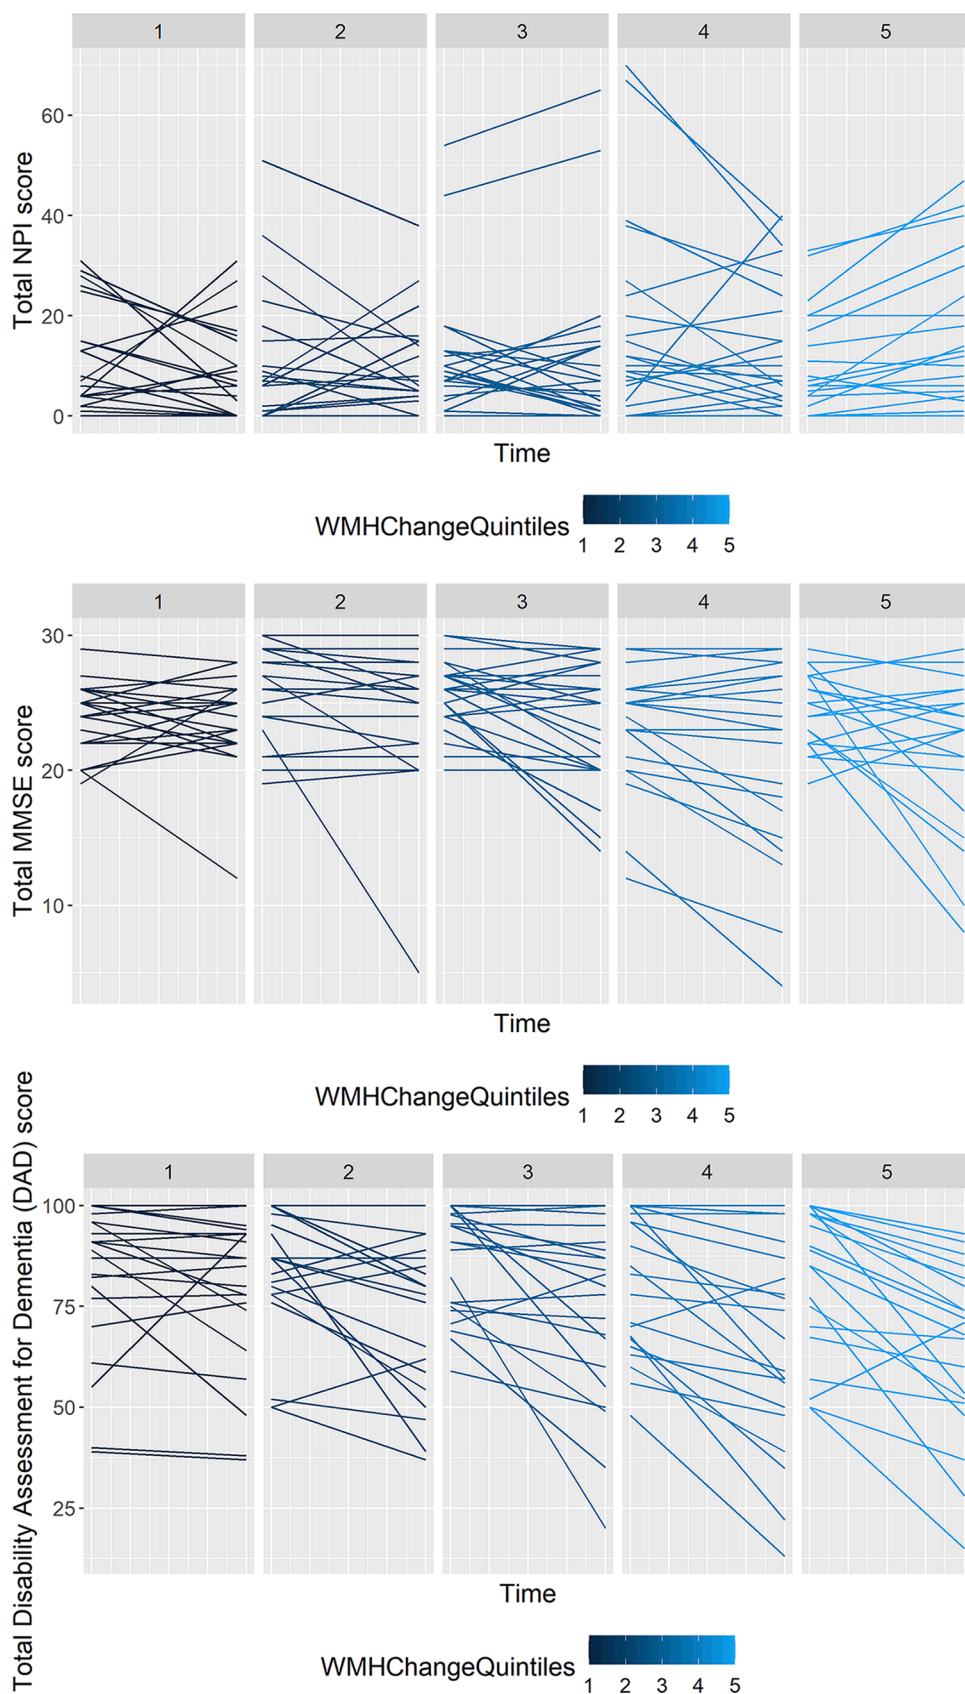 1 2 3 4 5
Total NPI score
60
40
20
0
Time
WMHChangeQuintiles
1 2 3 4 5
1 2 3 4 5
Total MMSE score
30
20
10
Time
WMHChangeQuintiles
1 2 3 4 5
Total Disability Assessment for Dementia (DAD) score
1 2 3 4 5
100
75
50
25
Time
WMHChangeQuintiles
1 2 3 4 5